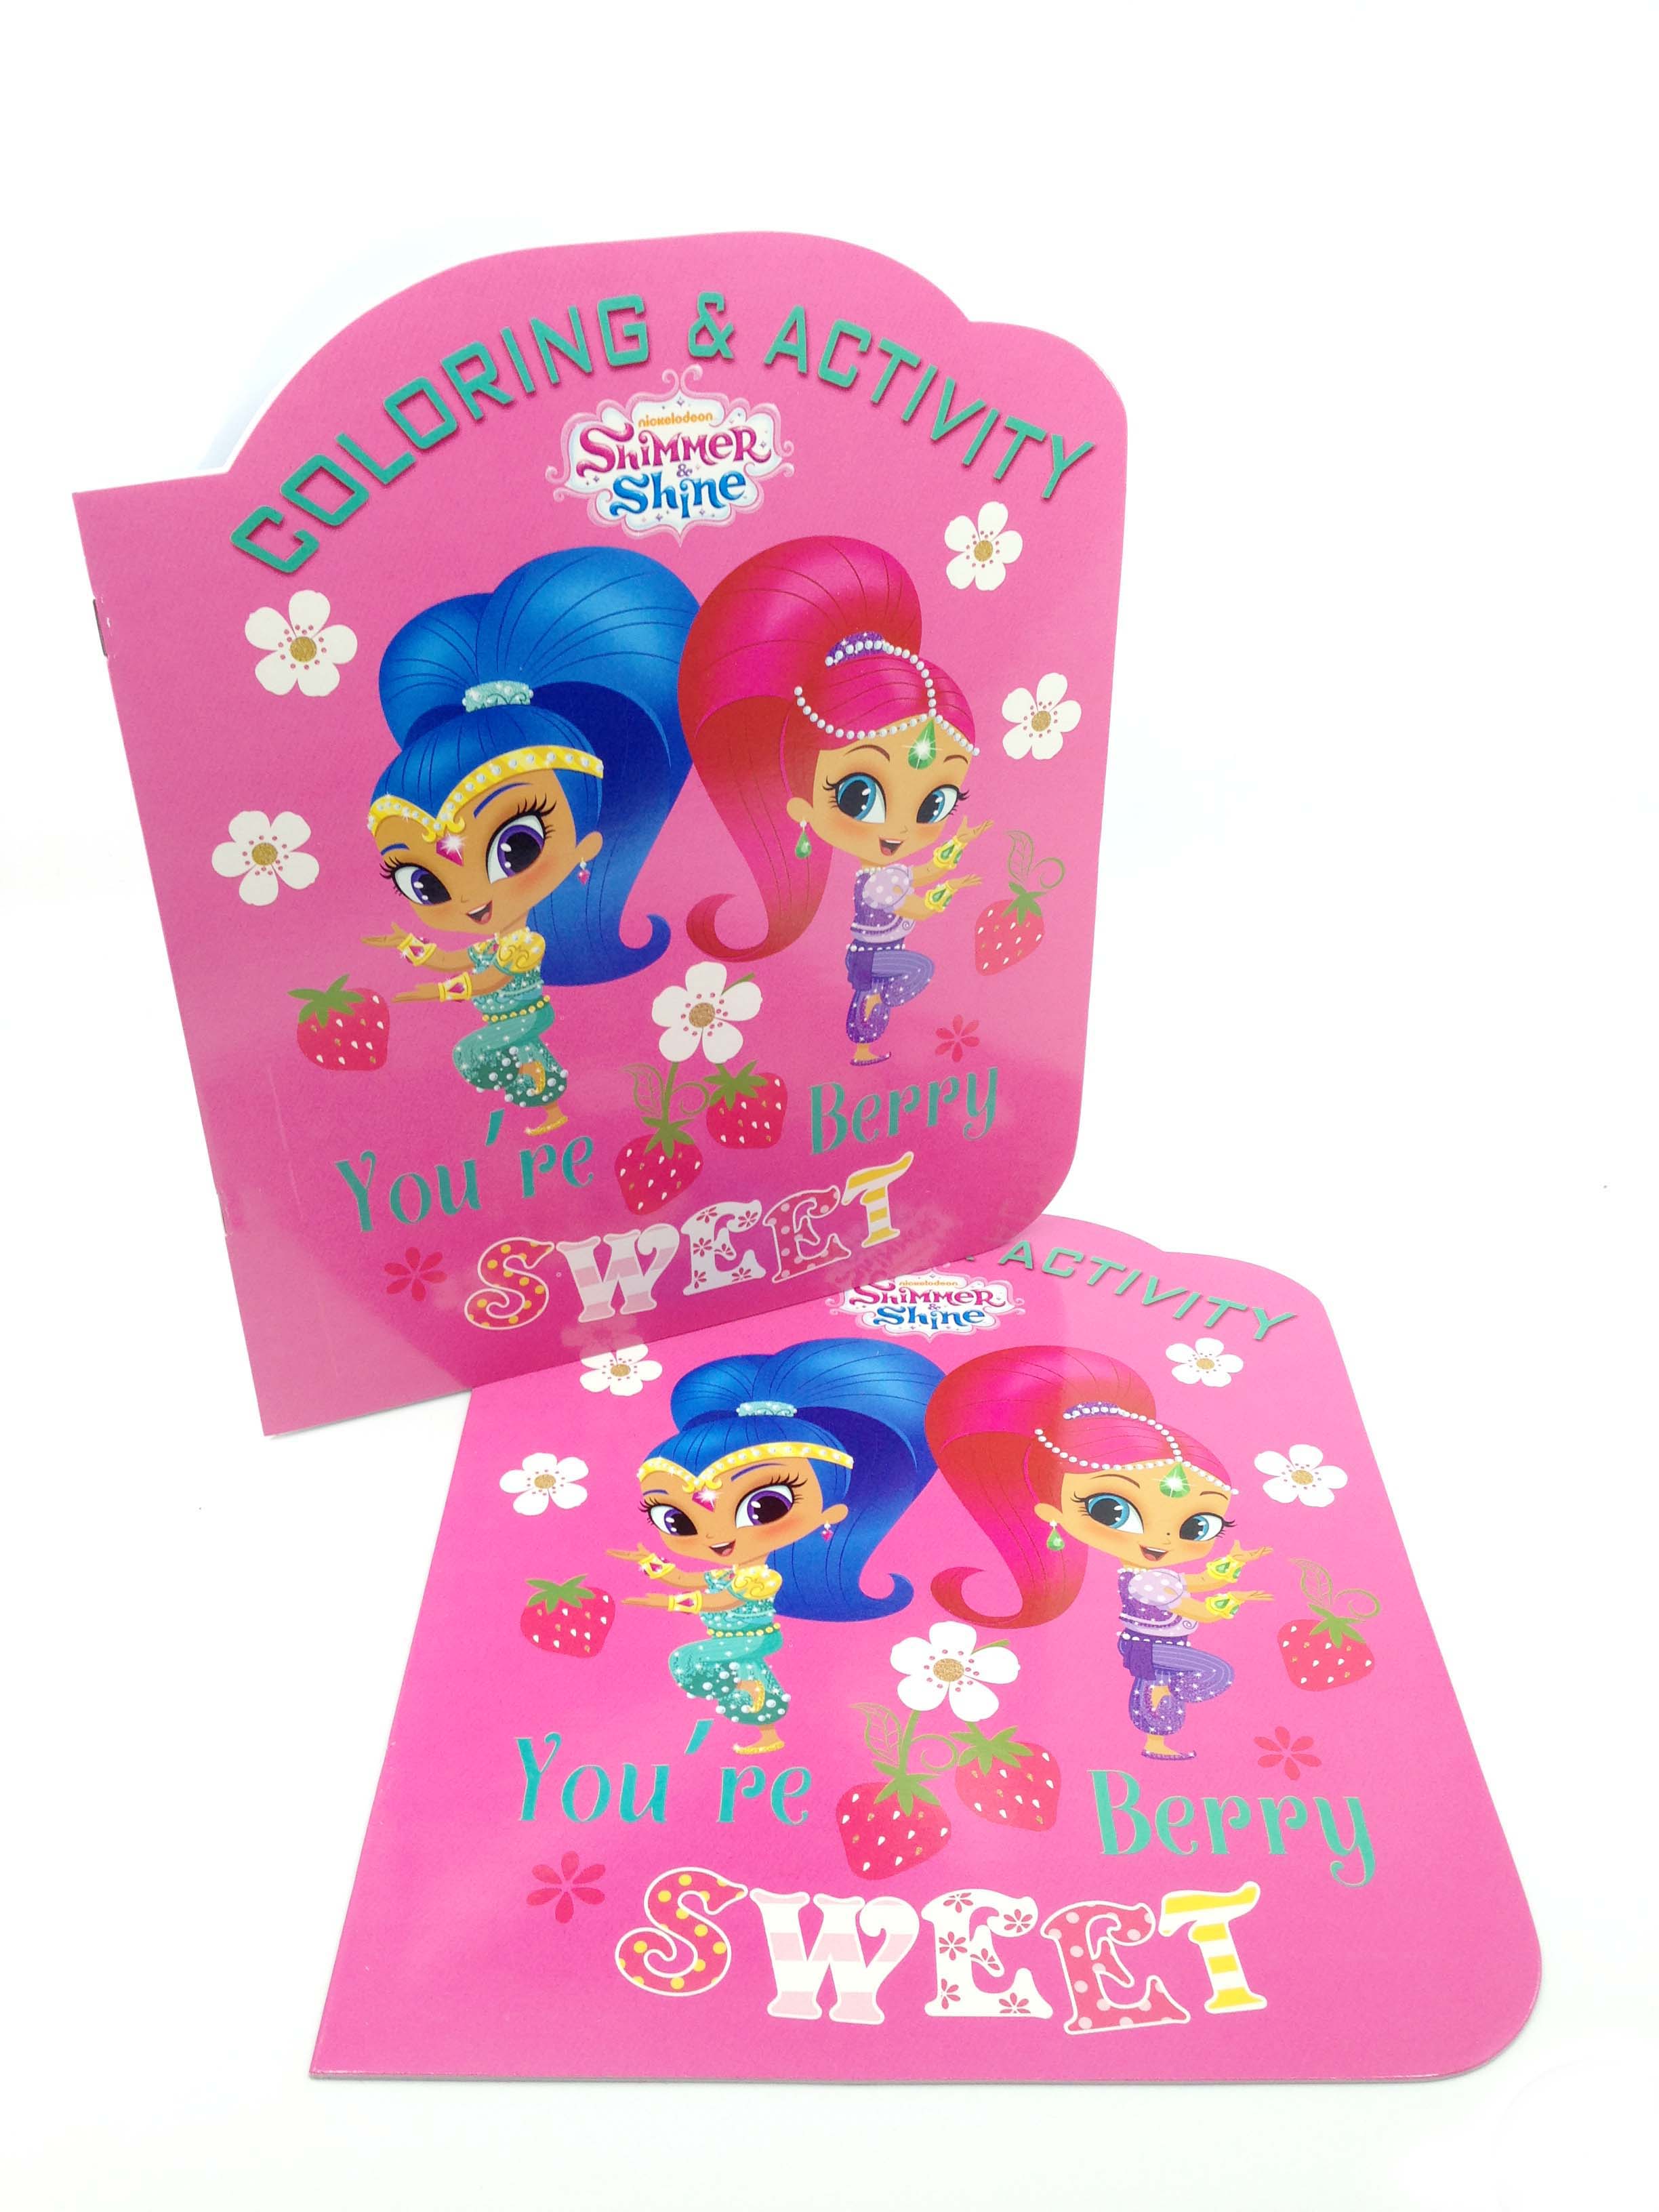 COLORING & ACTIVITY
nickelodeon
Shimmer
&
Shine
You're Berry
SWEET
ACTIVITY
nickelodeon
Shimmer
&
Shine
You're Berry
SWEET